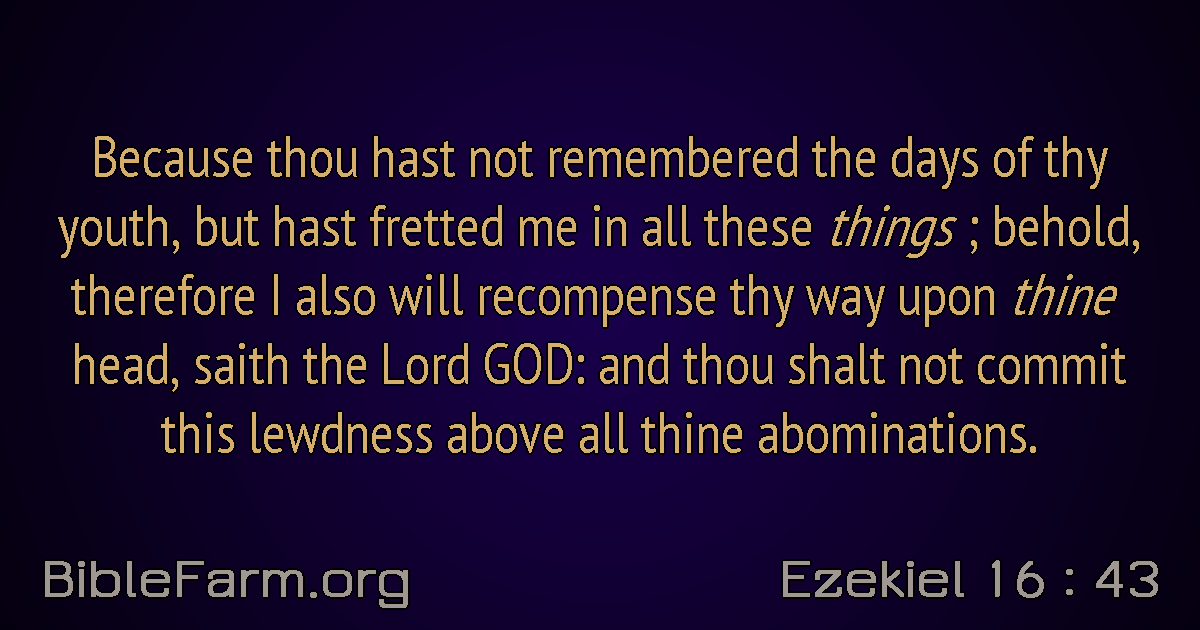 Because thou hast not remembered the days of thy
youth, but hast fretted me in all these things ; behold,
therefore I also will recompense thy way upon thine
head, saith the Lord GOD: and thou shalt not commit
this lewdness above all thine abominations.
BibleFarm.org
Ezekiel 16 : 43